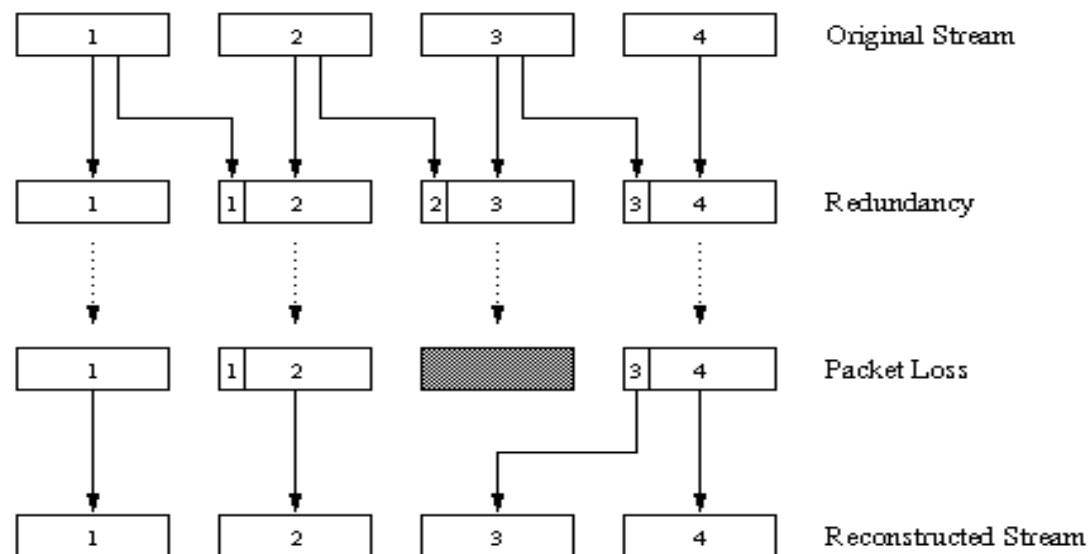 1 2 3 4 Original Stream
1 1 2 2 3 3 4 Redundancy
1 1 2 3 4 Packet Loss
1 2 3 4 Reconstructed Stream